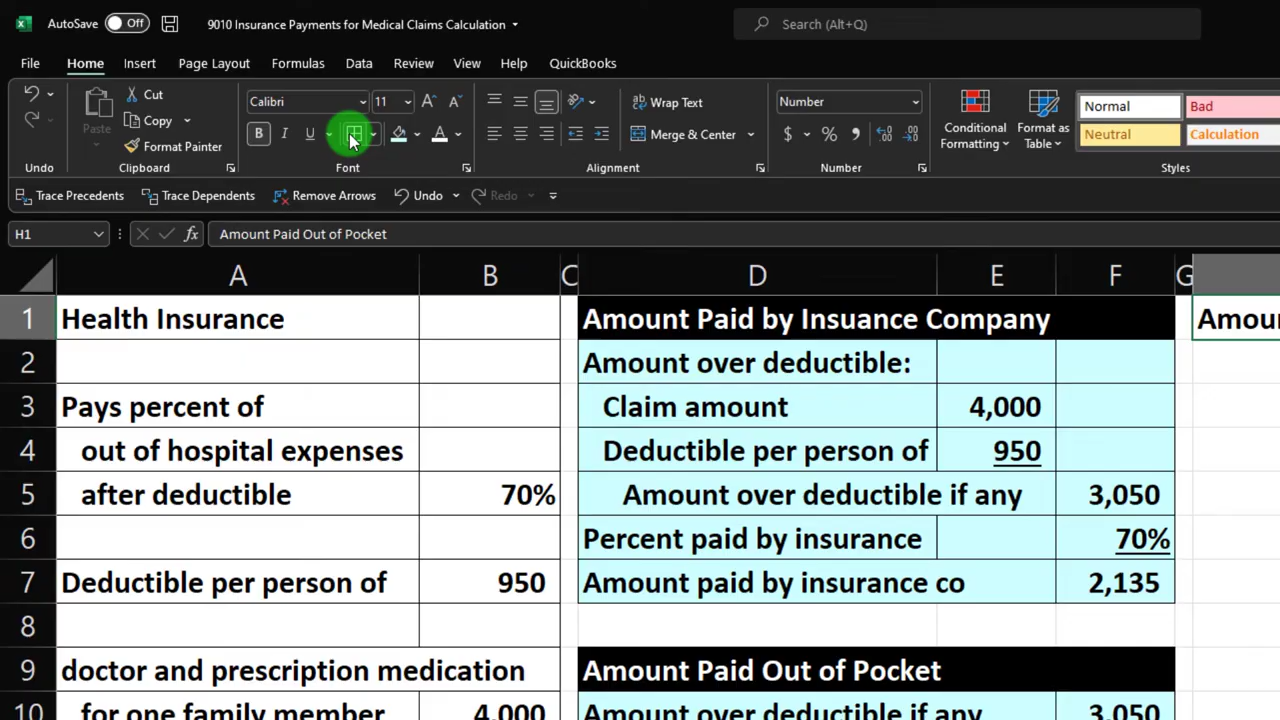 AutoSave Off 9010 Insurance Payments for Medical Claims Calculation Search (Alt+Q)
File Home Insert Page Layout Formulas Data Review View Help QuickBooks
Cut Calibri 11 Wrap Text Number Normal Bad
Paste Copy B I U Merge & Center $ % Conditional Formatting Format as Table Neutral Calculation
Format Painter
Undo Clipboard Font Alignment Number Styles
Trace Precedents Trace Dependents Remove Arrows Undo Redo
H1 fx Amount Paid Out of Pocket
A B C D E F G
1 Health Insurance Amount Paid by Insuance Company
2 Amount over deductible:
3 Pays percent of Claim amount 4,000
4 out of hospital expenses Deductible per person of 950
5 after deductible 70% Amount over deductible if any 3,050
6 Percent paid by insurance 70%
7 Deductible per person of 950 Amount paid by insurance co 2,135
8
9 doctor and prescription medication Amount Paid Out of Pocket
10 for one family member 4,000 Amount over deductible if any 3,050